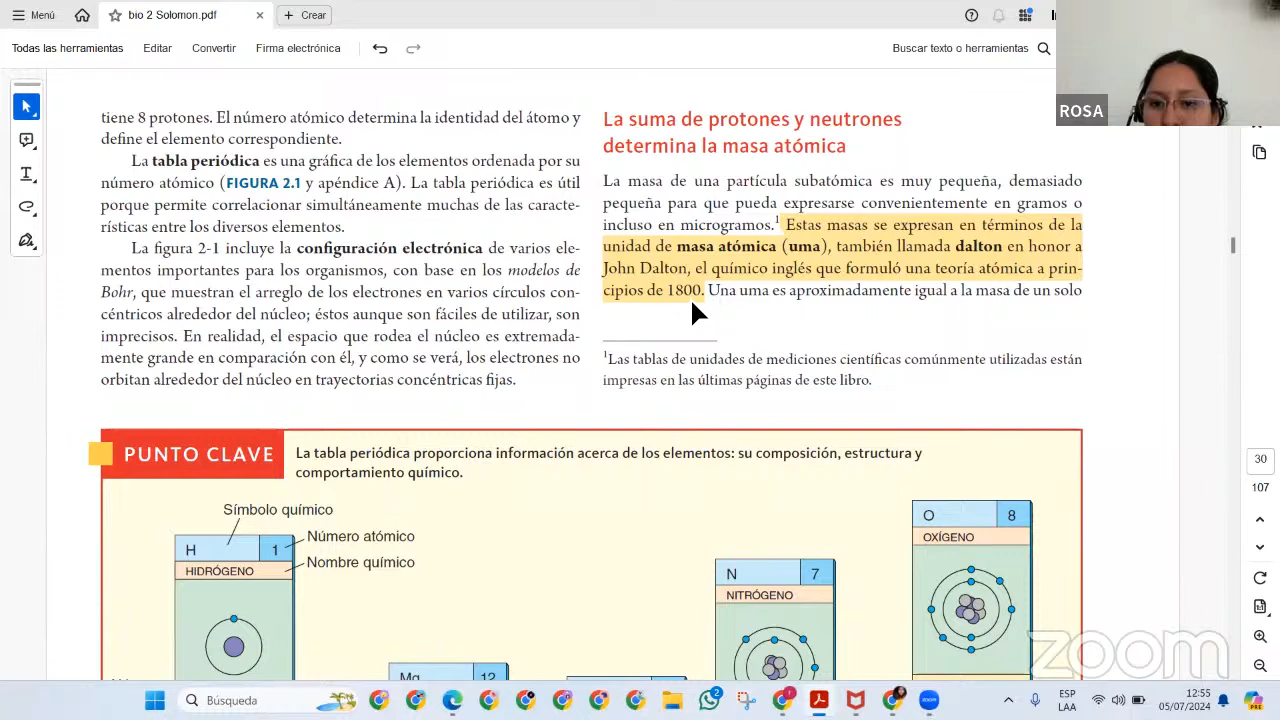 Menú
bio 2 Solomon.pdf
Crear
Todas las herramientas
Editar
Convertir
Firma electrónica
Buscar texto o herramientas
ROSA
tiene 8 protones. El número atómico determina la identidad del átomo y
define el elemento correspondiente.
La tabla periódica es una gráfica de los elementos ordenada por su
número atómico (FIGURA 2.1 y apéndice A). La tabla periódica es útil
porque permite correlacionar simultáneamente muchas de las caracte-
rísticas entre los diversos elementos.
La figura 2-1 incluye la configuración electrónica de varios ele-
mentos importantes para los organismos, con base en los modelos de
Bohr, que muestran el arreglo de los electrones en varios círculos con-
céntricos alrededor del núcleo; éstos aunque son fáciles de utilizar, son
imprecisos. En realidad, el espacio que rodea el núcleo es extremada-
mente grande en comparación con él, y como se verá, los electrones no
orbitan alrededor del núcleo en trayectorias concéntricas fijas.
La suma de protones y neutrones
determina la masa atómica
La masa de una partícula subatómica es muy pequeña, demasiado
pequeña para que pueda expresarse convenientemente en gramos o
incluso en microgramos.1 Estas masas se expresan en términos de la
unidad de masa atómica (uma), también llamada dalton en honor a
John Dalton, el químico inglés que formuló una teoría atómica a prin-
cipios de 1800. Una uma es aproximadamente igual a la masa de un solo
1Las tablas de unidades de mediciones científicas comúnmente utilizadas están
impresas en las últimas páginas de este libro.
PUNTO CLAVE
La tabla periódica proporciona información acerca de los elementos: su composición, estructura y
comportamiento químico.
Símbolo químico
Número atómico
Nombre químico
H 1
HIDRÓGENO
N 7
NITRÓGENO
O 8
OXÍGENO
Mg 12
30
107
zoom
Búsqueda
2
ESP
LAA
12:55
05/07/2024